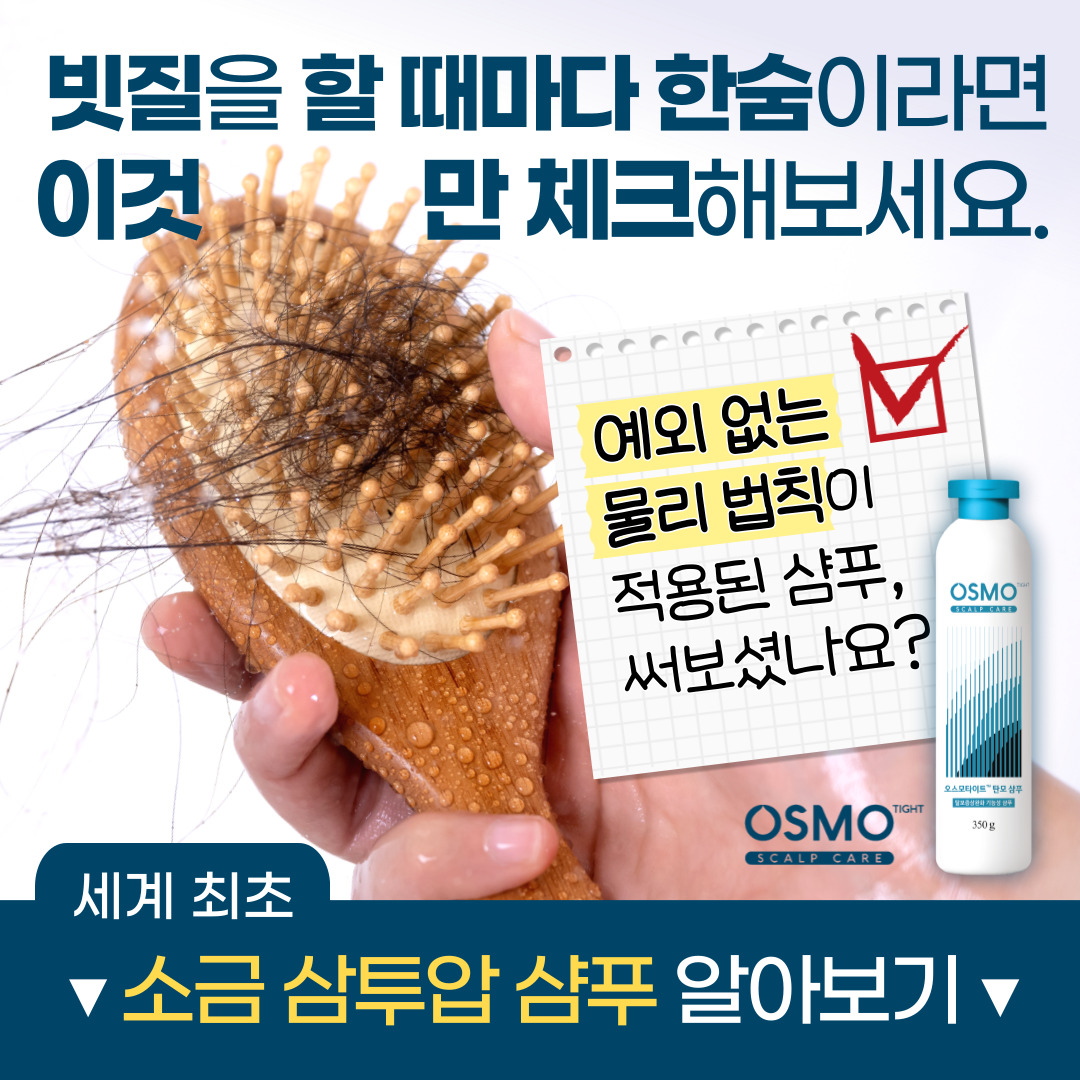 빗질을 할 때마다 한숨이라면
이것 만 체크해보세요.
예외 없는
물리 법칙이
적용된 샴푸,
써보셨나요?
OSMO TIGHT
SCALP CARE
오스모타이트™ 탄모 샴푸
탈모증상완화 기능성 샴푸
350 g
OSMO TIGHT
SCALP CARE
세계 최초
▼ 소금 삼투압 샴푸 알아보기 ▼